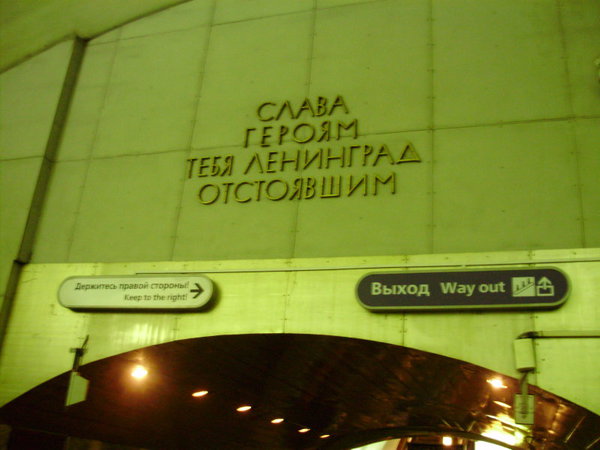 СЛАВА
ГЕРОЯМ
ТЕБЯ ЛЕНИНГРАД
ОТСТОЯВШИМ
Держитесь правой стороны!
Keep to the right!
Выход Way out